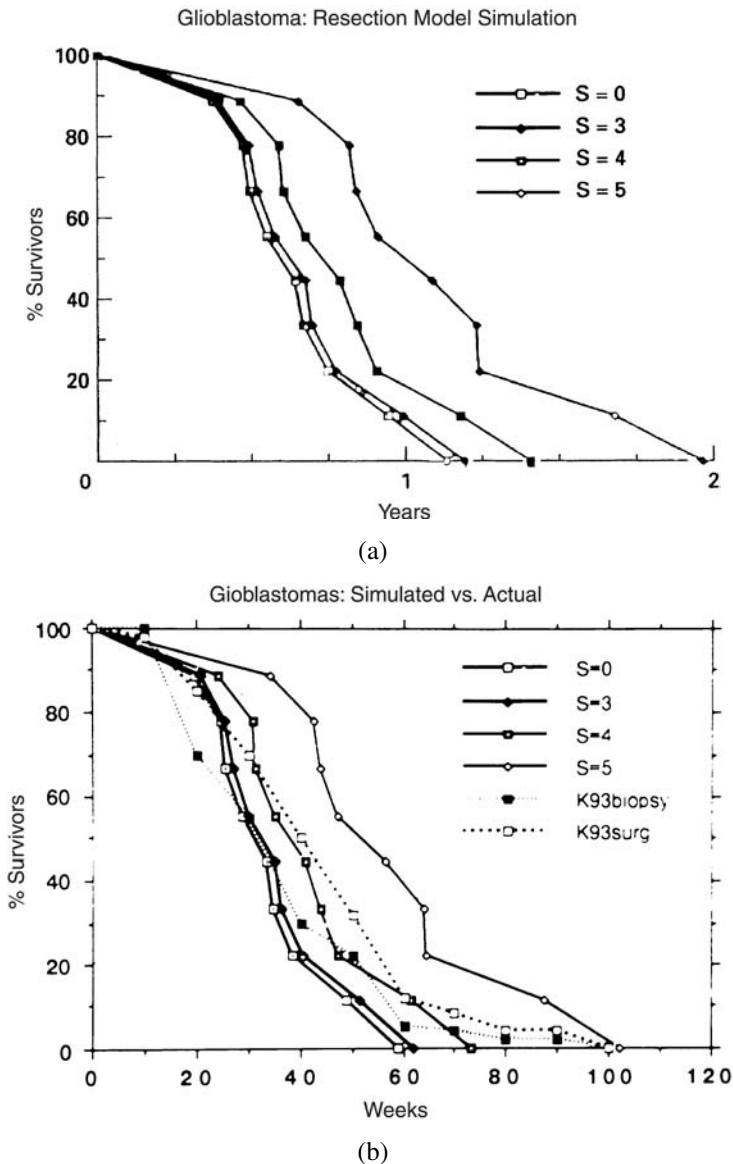 Glioblastoma: Resection Model Simulation
100
80
60
40
20
0
1
2
% Survivors
Years
S = 0
S = 3
S = 4
S = 5
(a)
Gioblastomas: Simulated vs. Actual
100
80
60
40
20
0
0
20
40
60
80
100
120
% Survivors
Weeks
S=0
S=3
S=4
S=5
K93biopsy
K93surg
(b)